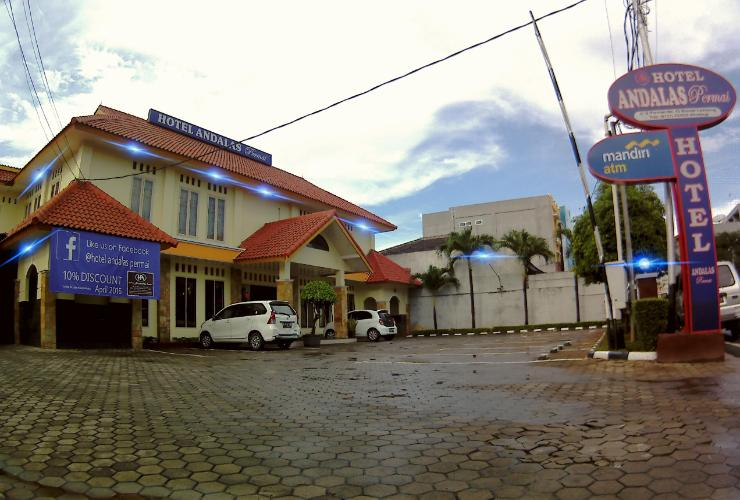 HOTEL ANDALAS Permai
Like us on Facebook
@hotel.andalas.permai
10% DISCOUNT
April 2015
HOTEL
ANDALAS Permai
mandiri
atm
HOTEL
ANDALAS
Permai